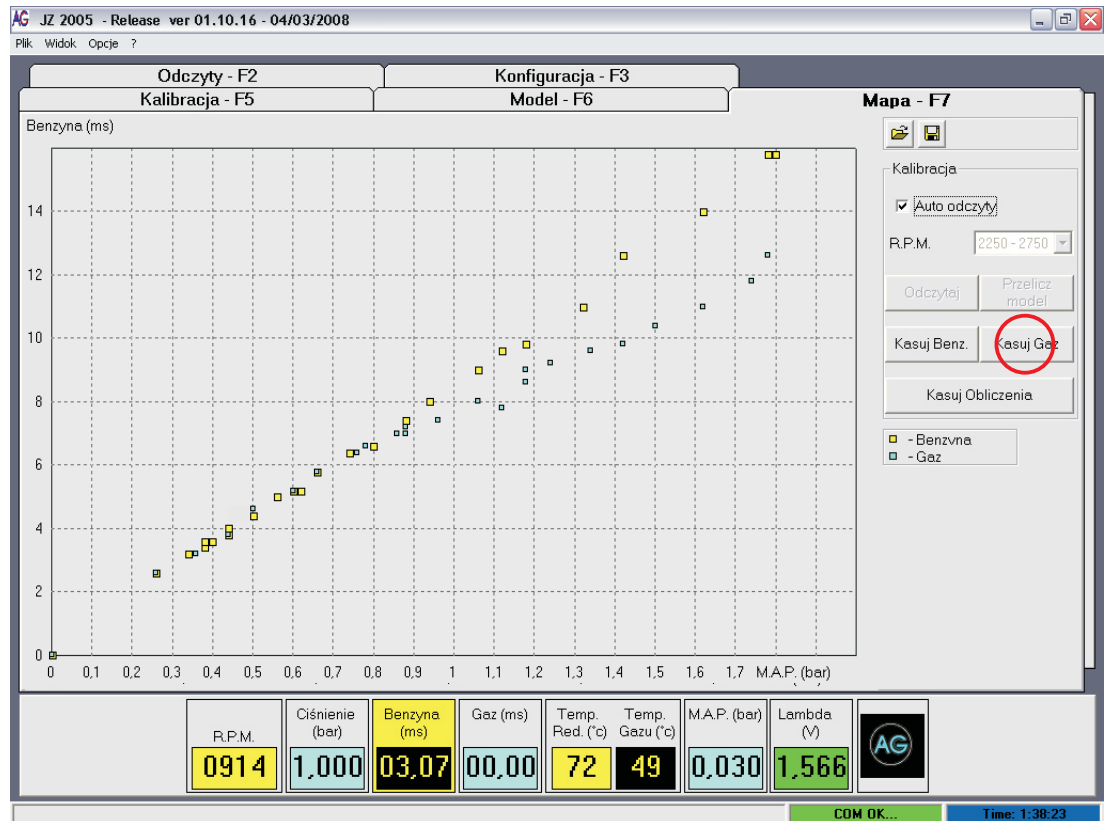 AG JZ 2005 - Release ver 01.10.16 - 04/03/2008
Plik Widok Opcje ?
Odczyty - F2 Konfiguracja - F3
Kalibracja - F5 Model - F6 Mapa - F7
Benzyna (ms)
14
12
10
8
6
4
2
0
0 0,1 0,2 0,3 0,4 0,5 0,6 0,7 0,8 0,9 1 1,1 1,2 1,3 1,4 1,5 1,6 1,7 M.A.P. (bar)
Kalibracja
Auto odczyty
R.P.M. 2250 - 2750
Odczytaj Przelicz
model
Kasuj Benz. Kasuj Gaz
Kasuj Obliczenia
- Benzyna
- Gaz
R.P.M.
0914
Ciśnienie
(bar)
1,000
Benzyna
(ms)
03,07
Gaz (ms)
00,00
Temp. Temp.
Red. (°c) Gazu (°c)
72 49
M.A.P. (bar)
0,030
Lambda
(V)
1,566
AG
COM OK... Time: 1:38:23